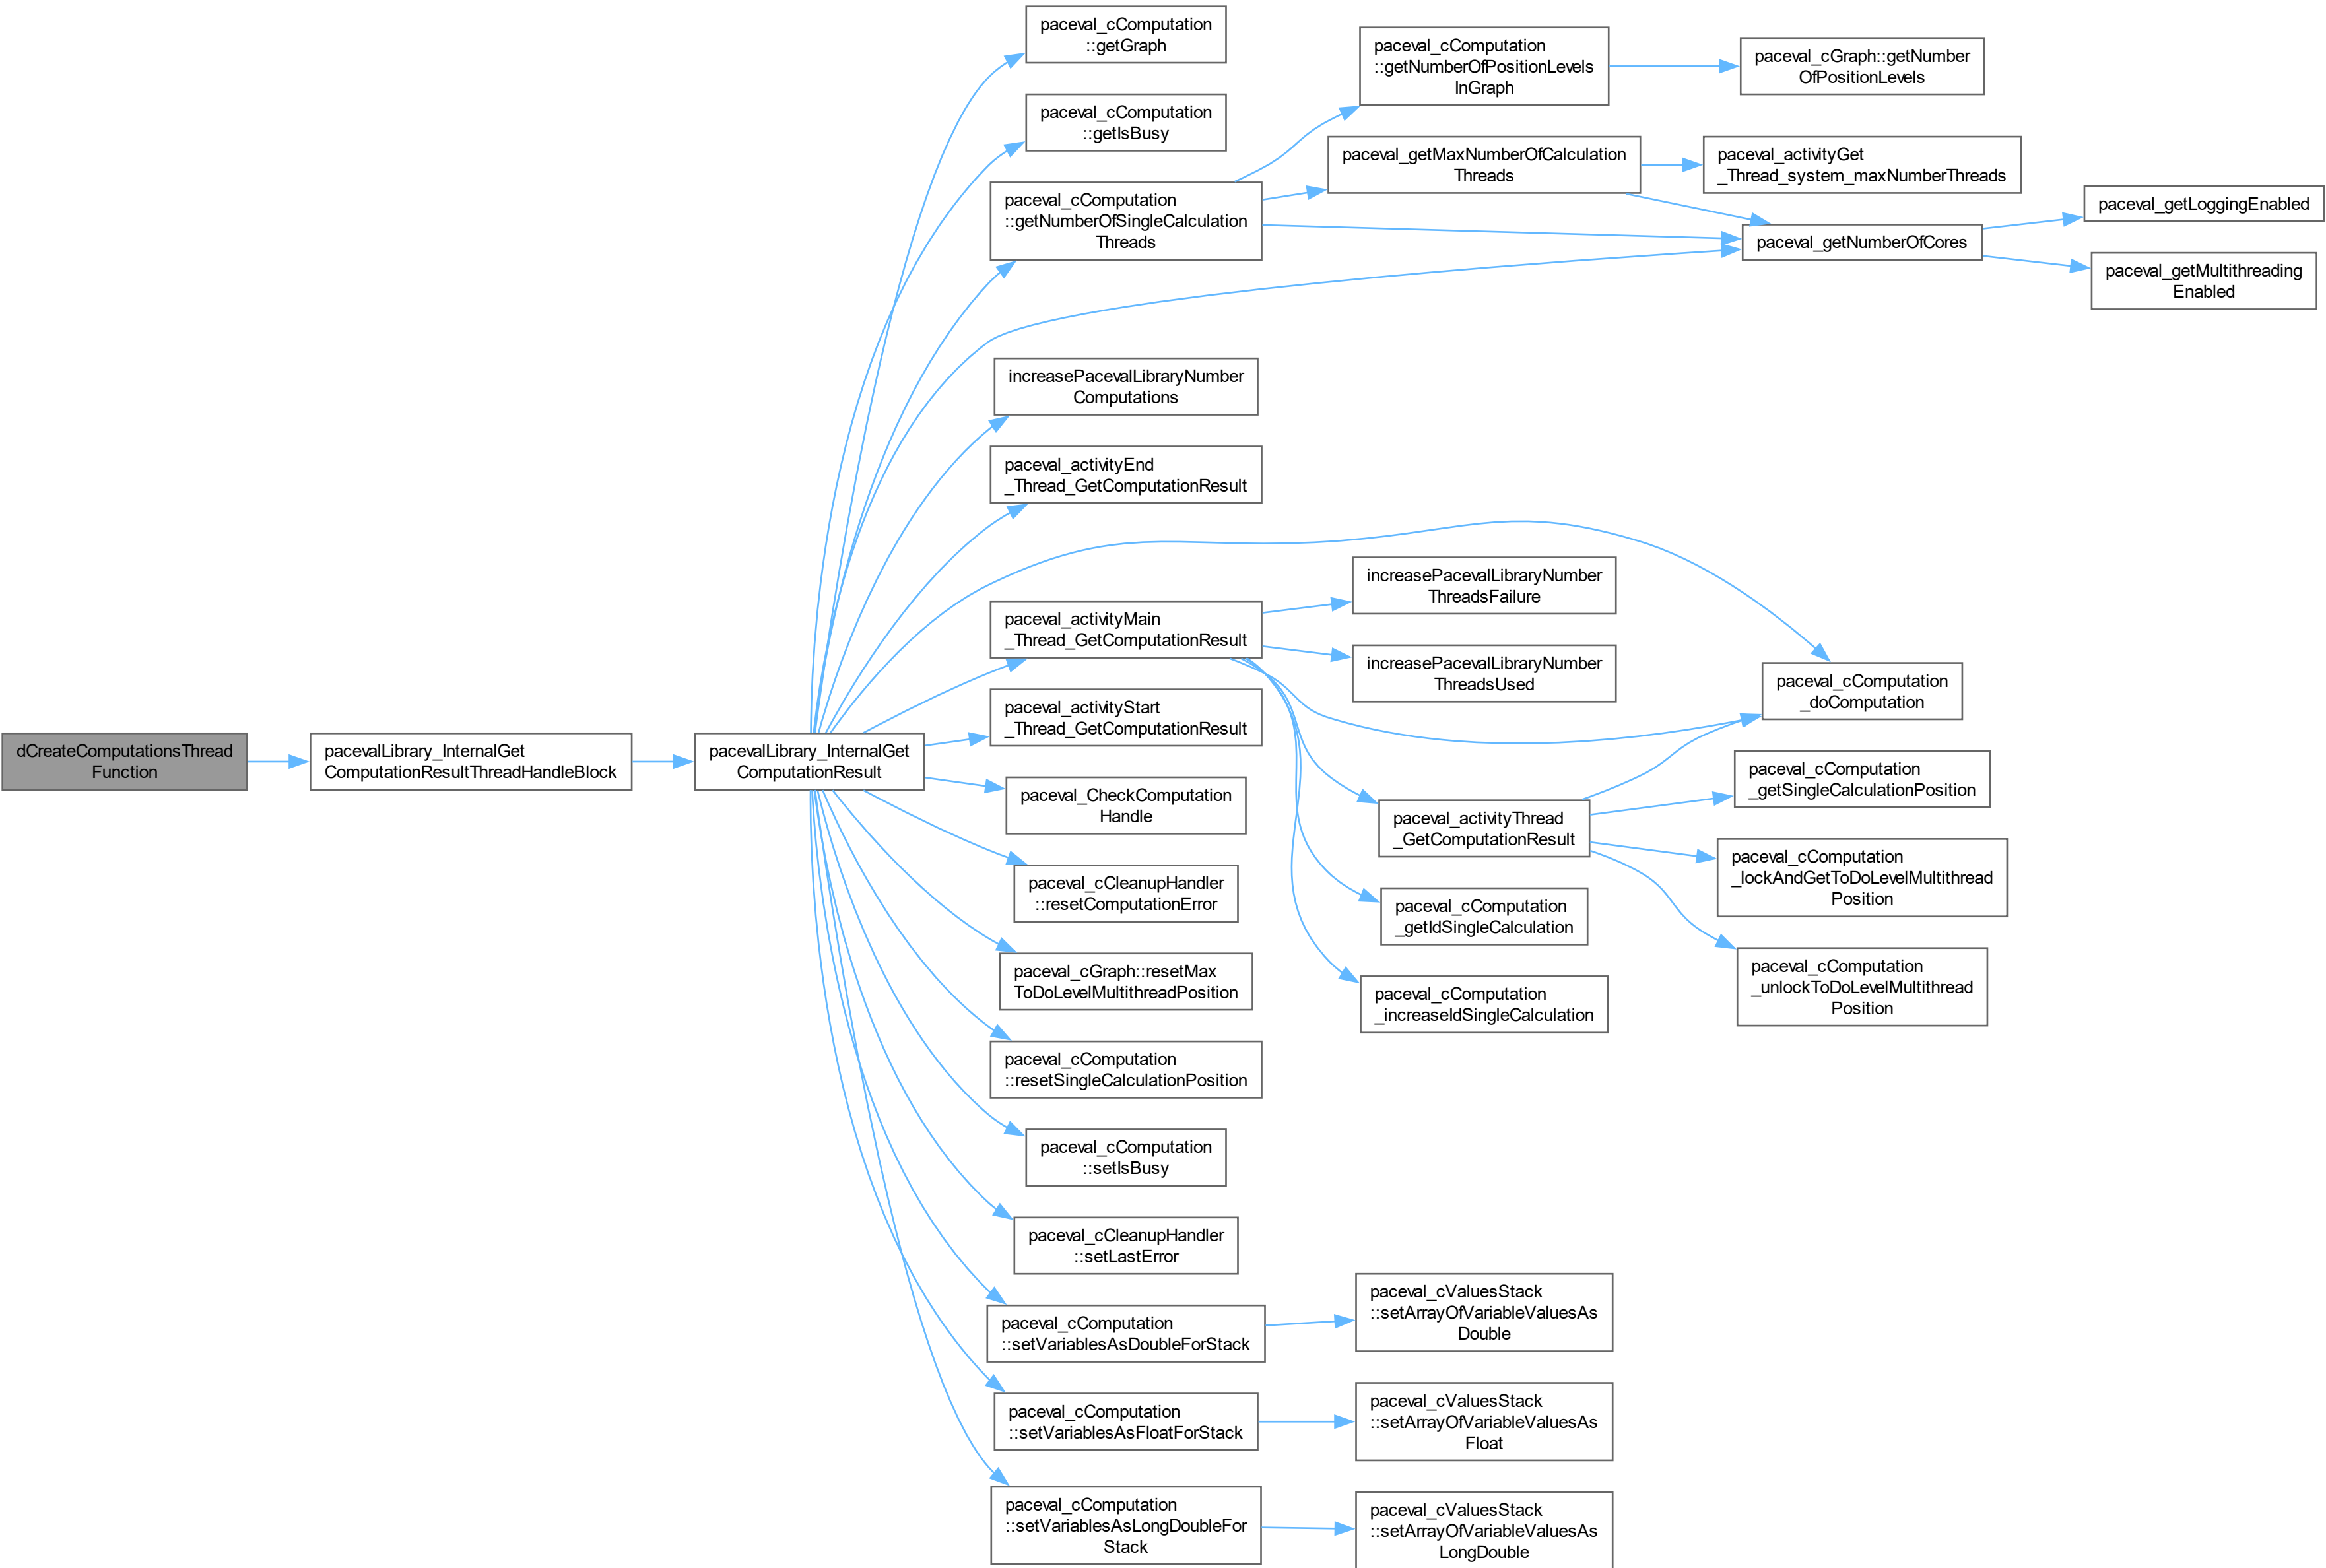 dCreateComputationsThread
Function
pacevalLibrary_InternalGet
ComputationResultThreadHandleBlock
pacevalLibrary_InternalGet
ComputationResult
paceval_cComputation
::getGraph
paceval_cComputation
::getIsBusy
paceval_cComputation
::getNumberOfSingleCalculation
Threads
paceval_cComputation
::getNumberOfPositionLevels
InGraph
paceval_cGraph::getNumber
OfPositionLevels
paceval_getMaxNumberOfCalculation
Threads
paceval_activityGet
_Thread_system_maxNumberThreads
paceval_getNumberOfCores
paceval_getLoggingEnabled
paceval_getMultithreading
Enabled
increasePacevalLibraryNumber
Computations
paceval_activityEnd
_Thread_GetComputationResult
paceval_activityMain
_Thread_GetComputationResult
increasePacevalLibraryNumber
ThreadsFailure
increasePacevalLibraryNumber
ThreadsUsed
paceval_cComputation
_doComputation
paceval_activityThread
_GetComputationResult
paceval_cComputation
_getSingleCalculationPosition
paceval_cComputation
_lockAndGetToDoLevelMultithread
Position
paceval_cComputation
_unlockToDoLevelMultithread
Position
paceval_cComputation
_getIdSingleCalculation
paceval_cComputation
_increaseIdSingleCalculation
paceval_activityStart
_Thread_GetComputationResult
paceval_CheckComputation
Handle
paceval_cCleanupHandler
::resetComputationError
paceval_cGraph::resetMax
ToDoLevelMultithreadPosition
paceval_cComputation
::resetSingleCalculationPosition
paceval_cComputation
::setIsBusy
paceval_cCleanupHandler
::setLastError
paceval_cComputation
::setVariablesAsDoubleForStack
paceval_cValuesStack
::setArrayOfVariableValuesAs
Double
paceval_cComputation
::setVariablesAsFloatForStack
paceval_cValuesStack
::setArrayOfVariableValuesAs
Float
paceval_cComputation
::setVariablesAsLongDoubleFor
Stack
paceval_cValuesStack
::setArrayOfVariableValuesAs
LongDouble